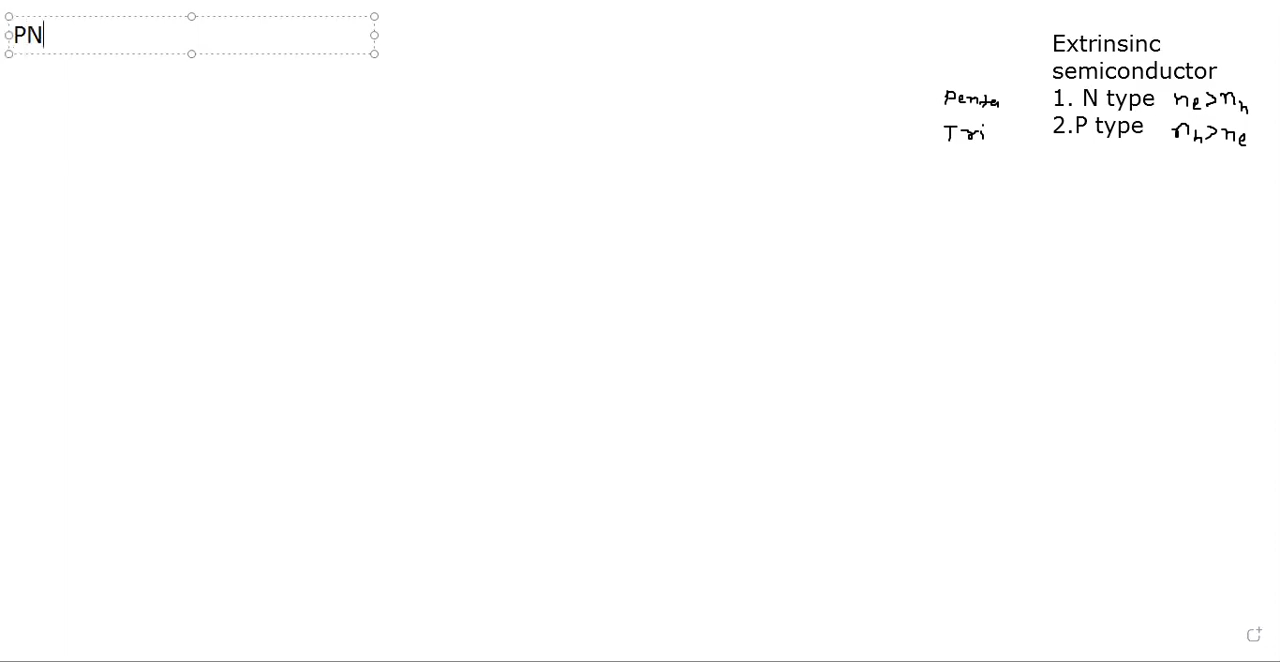 PN
Extrinsinc
semiconductor
Penta 1. N type ne>nh
Tri 2.P type nh>ne